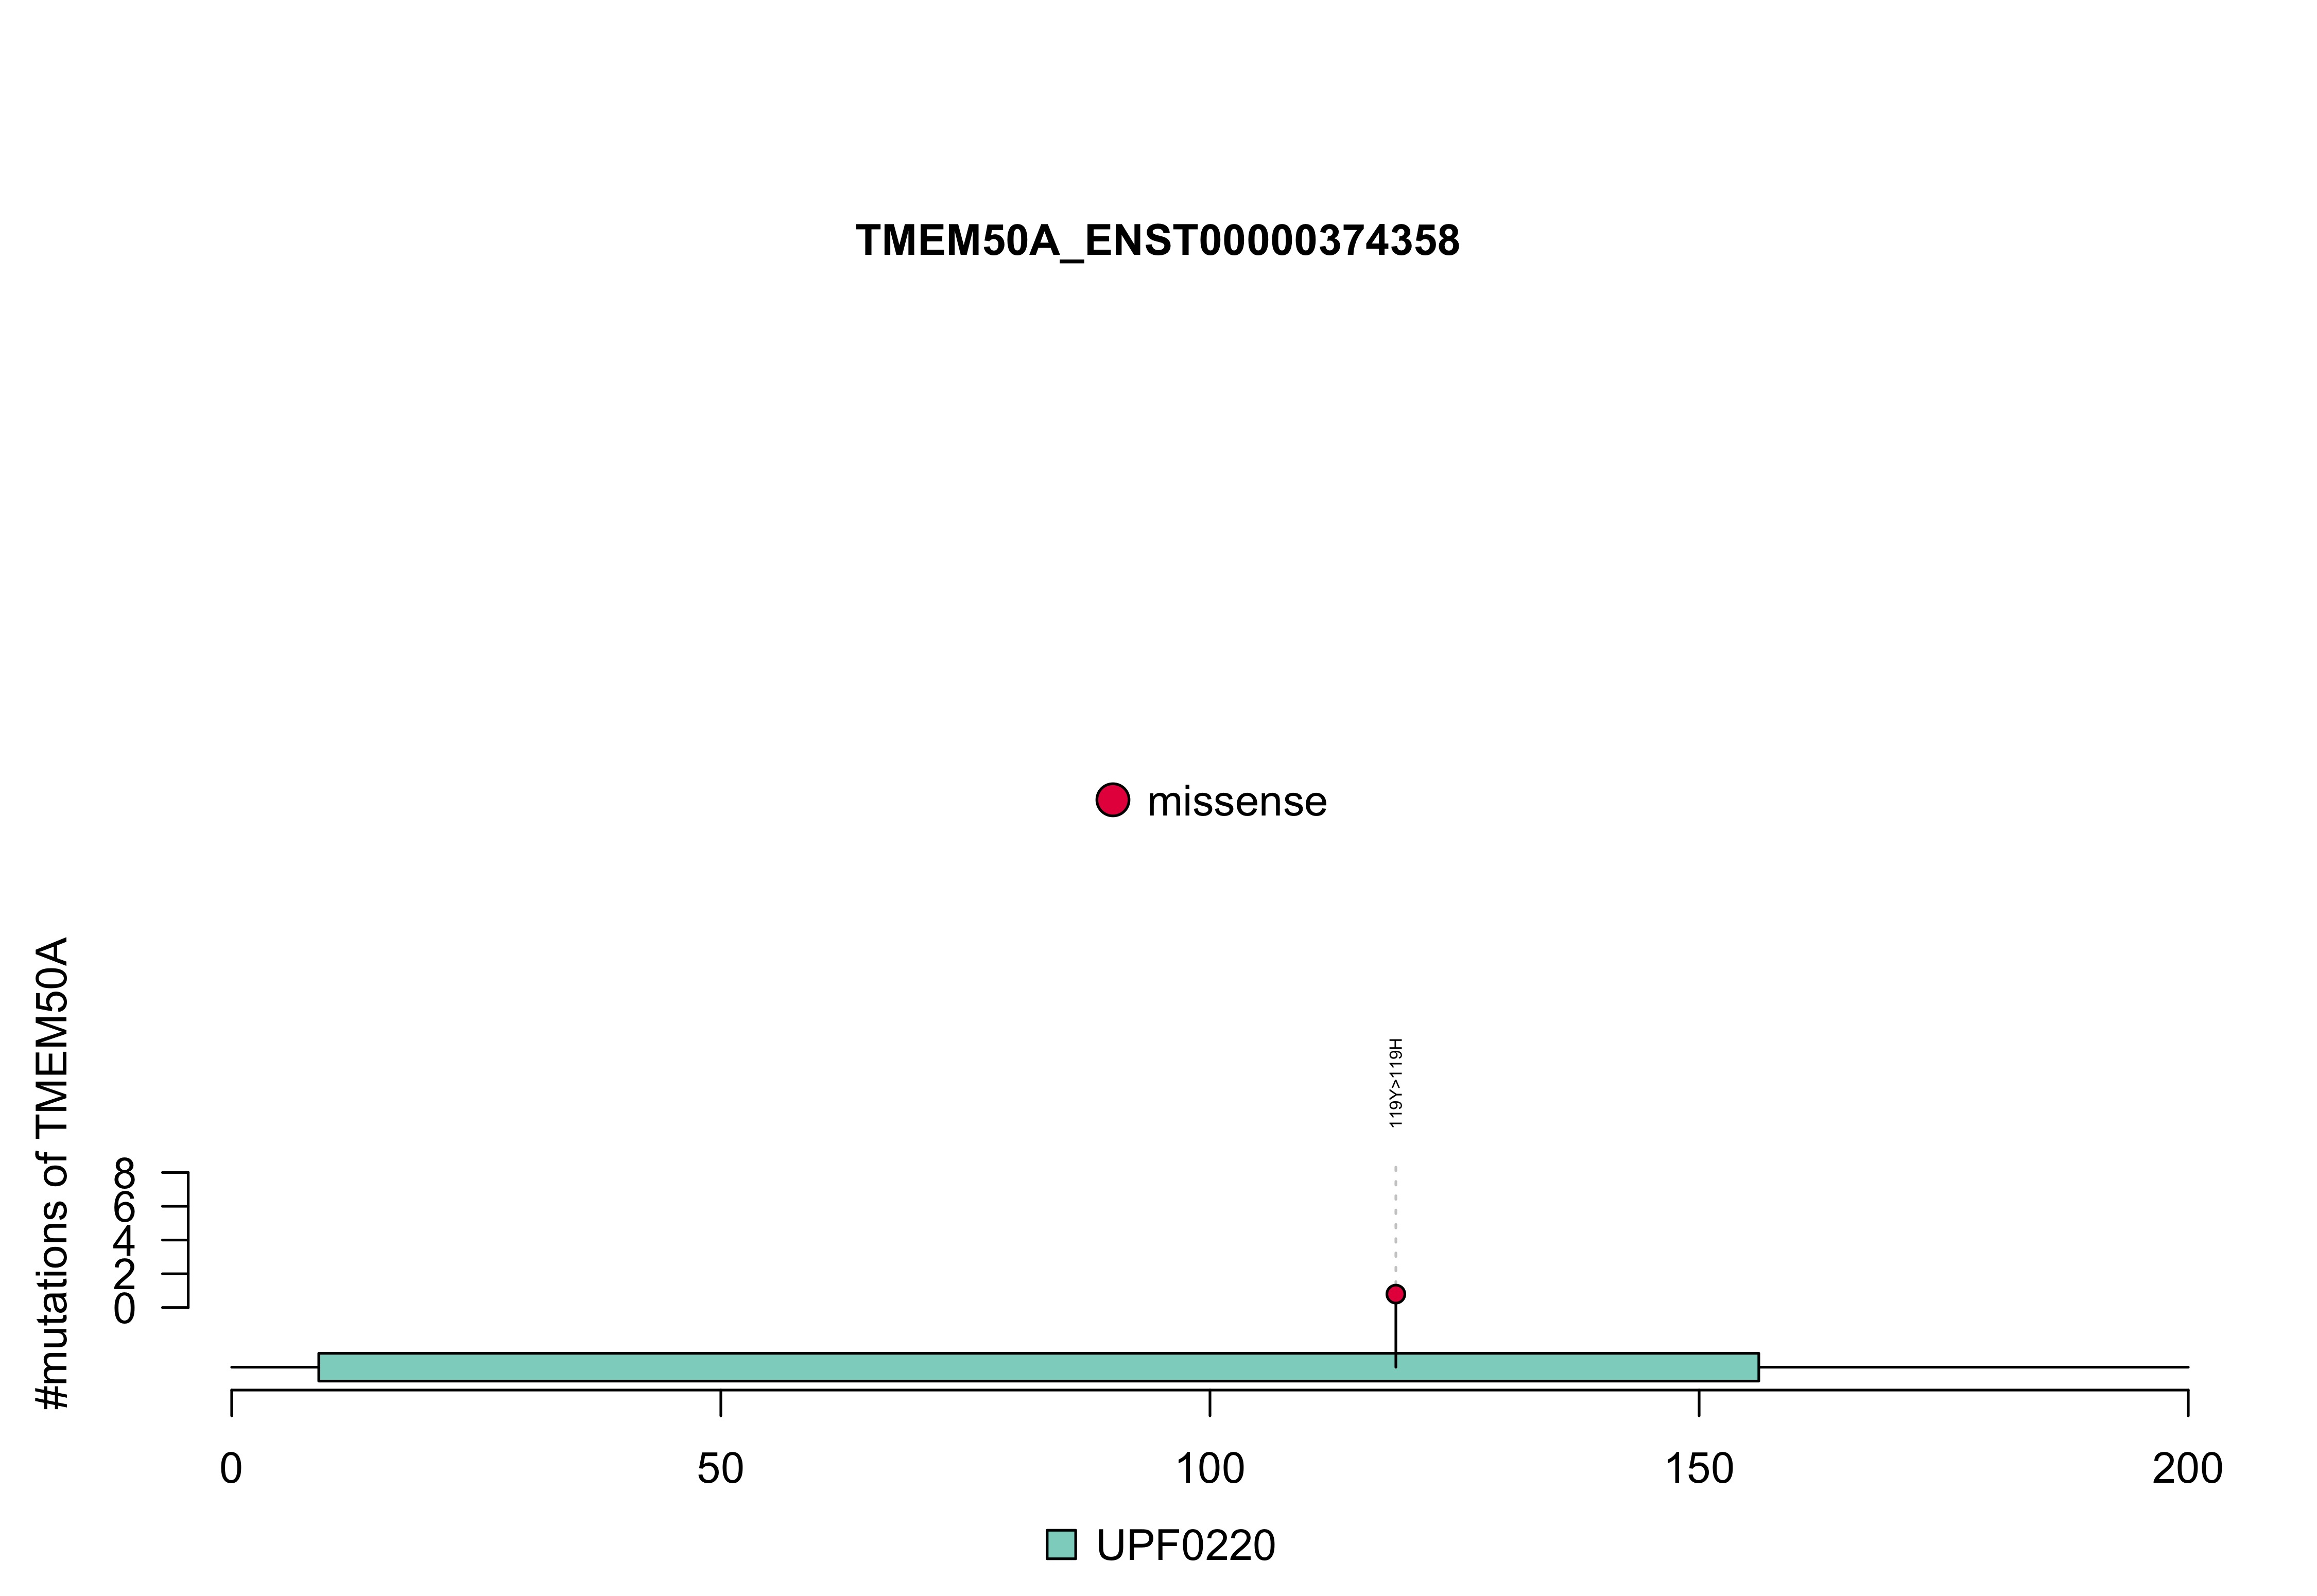 TMEM50A_ENST00000374358
missense
#mutations of TMEM50A
119Y>119H
8
6
4
2
0
0 50 100 150 200
UPF0220